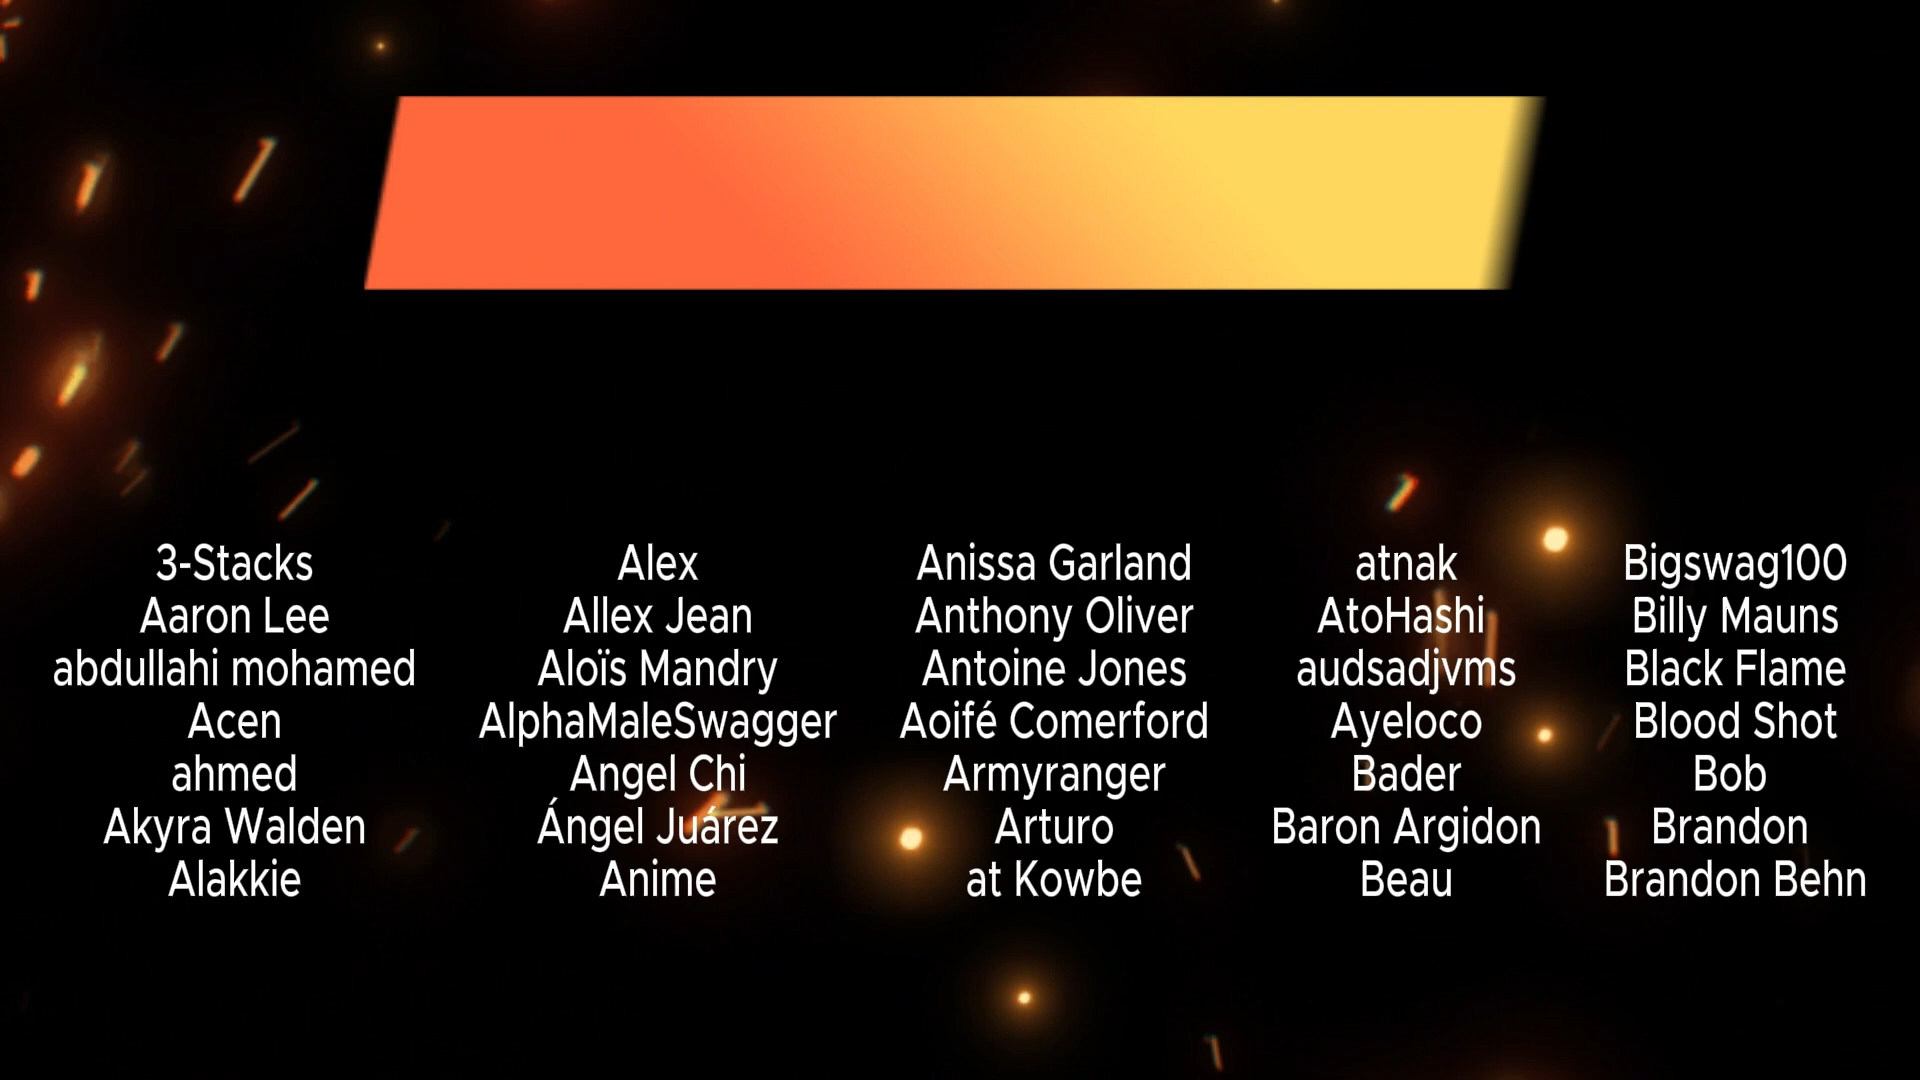 3-Stacks
Aaron Lee
abdullahi mohamed
Acen
ahmed
Akyra Walden
Alakkie
Alex
Allex Jean
Aloïs Mandry
AlphaMaleSwagger
Angel Chi
Ángel Juárez
Anime
Anissa Garland
Anthony Oliver
Antoine Jones
Aoifé Comerford
Armyranger
Arturo
at Kowbe
atnak
AtoHashi
audsadjvms
Ayeloco
Bader
Baron Argidon
Beau
Bigswag100
Billy Mauns
Black Flame
Blood Shot
Bob
Brandon
Brandon Behn